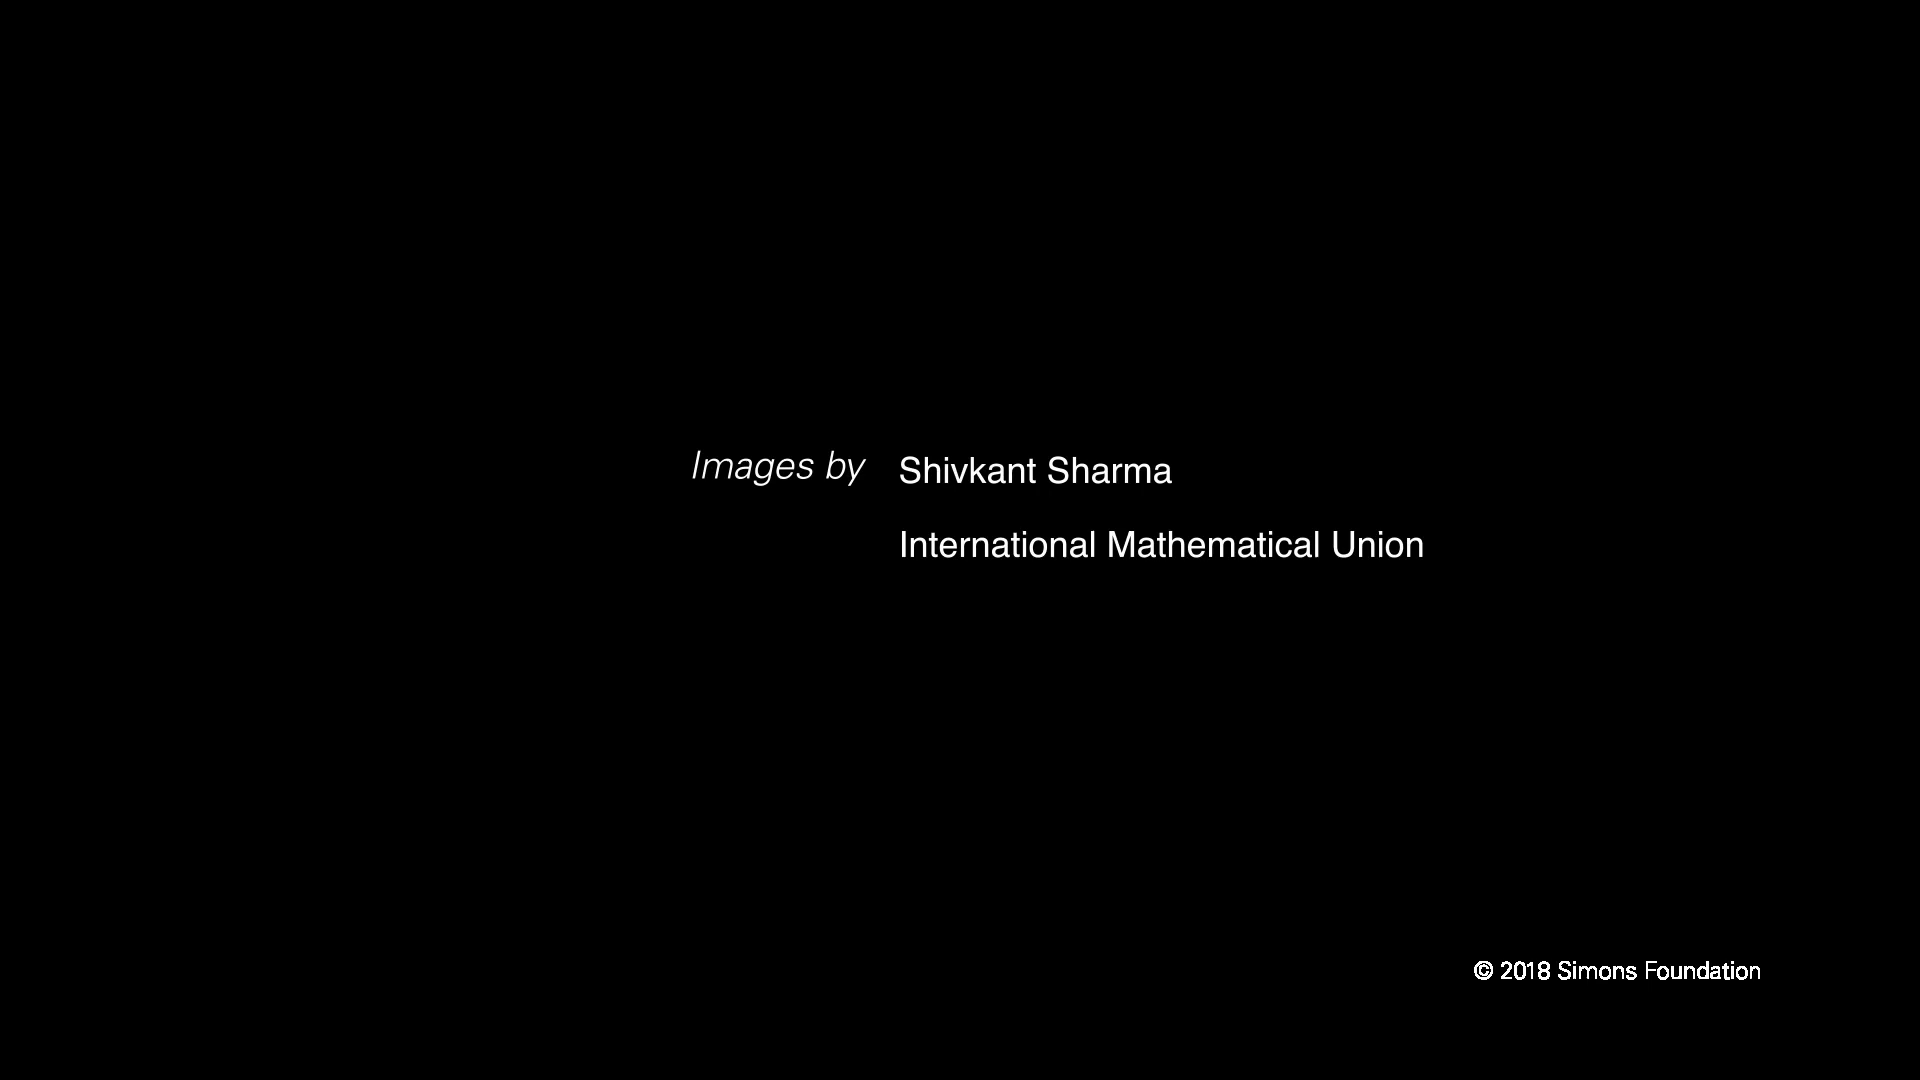 Images by Shivkant Sharma
International Mathematical Union
© 2018 Simons Foundation